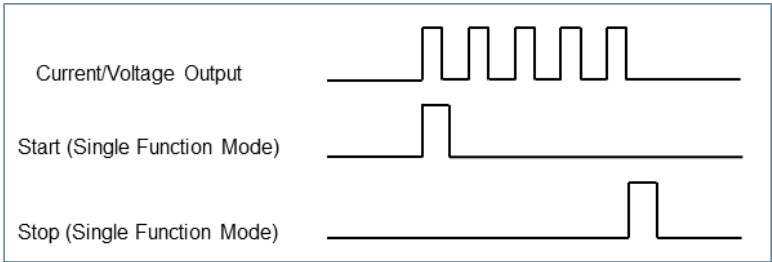 Current/Voltage Output
Start (Single Function Mode)
Stop (Single Function Mode)